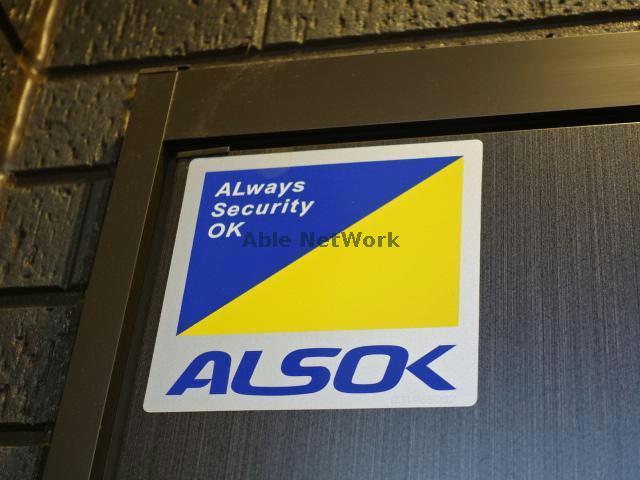 ALways
Security
OK
Able NetWork
ALSOK